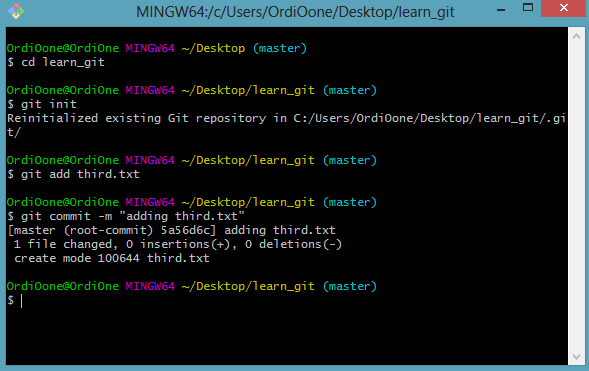 MINGW64:/c/Users/OrdiOone/Desktop/learn_git
OrdiOone@OrdiOne MINGW64 ~/Desktop (master)
$ cd learn_git
OrdiOone@OrdiOne MINGW64 ~/Desktop/learn_git (master)
$ git init
Reinitialized existing Git repository in C:/Users/OrdiOone/Desktop/learn_git/.gi
t/
OrdiOone@OrdiOne MINGW64 ~/Desktop/learn_git (master)
$ git add third.txt
OrdiOone@OrdiOne MINGW64 ~/Desktop/learn_git (master)
$ git commit -m "adding third.txt"
[master (root-commit) 5a56d6c] adding third.txt
 1 file changed, 0 insertions(+), 0 deletions(-)
 create mode 100644 third.txt
OrdiOone@OrdiOne MINGW64 ~/Desktop/learn_git (master)
$